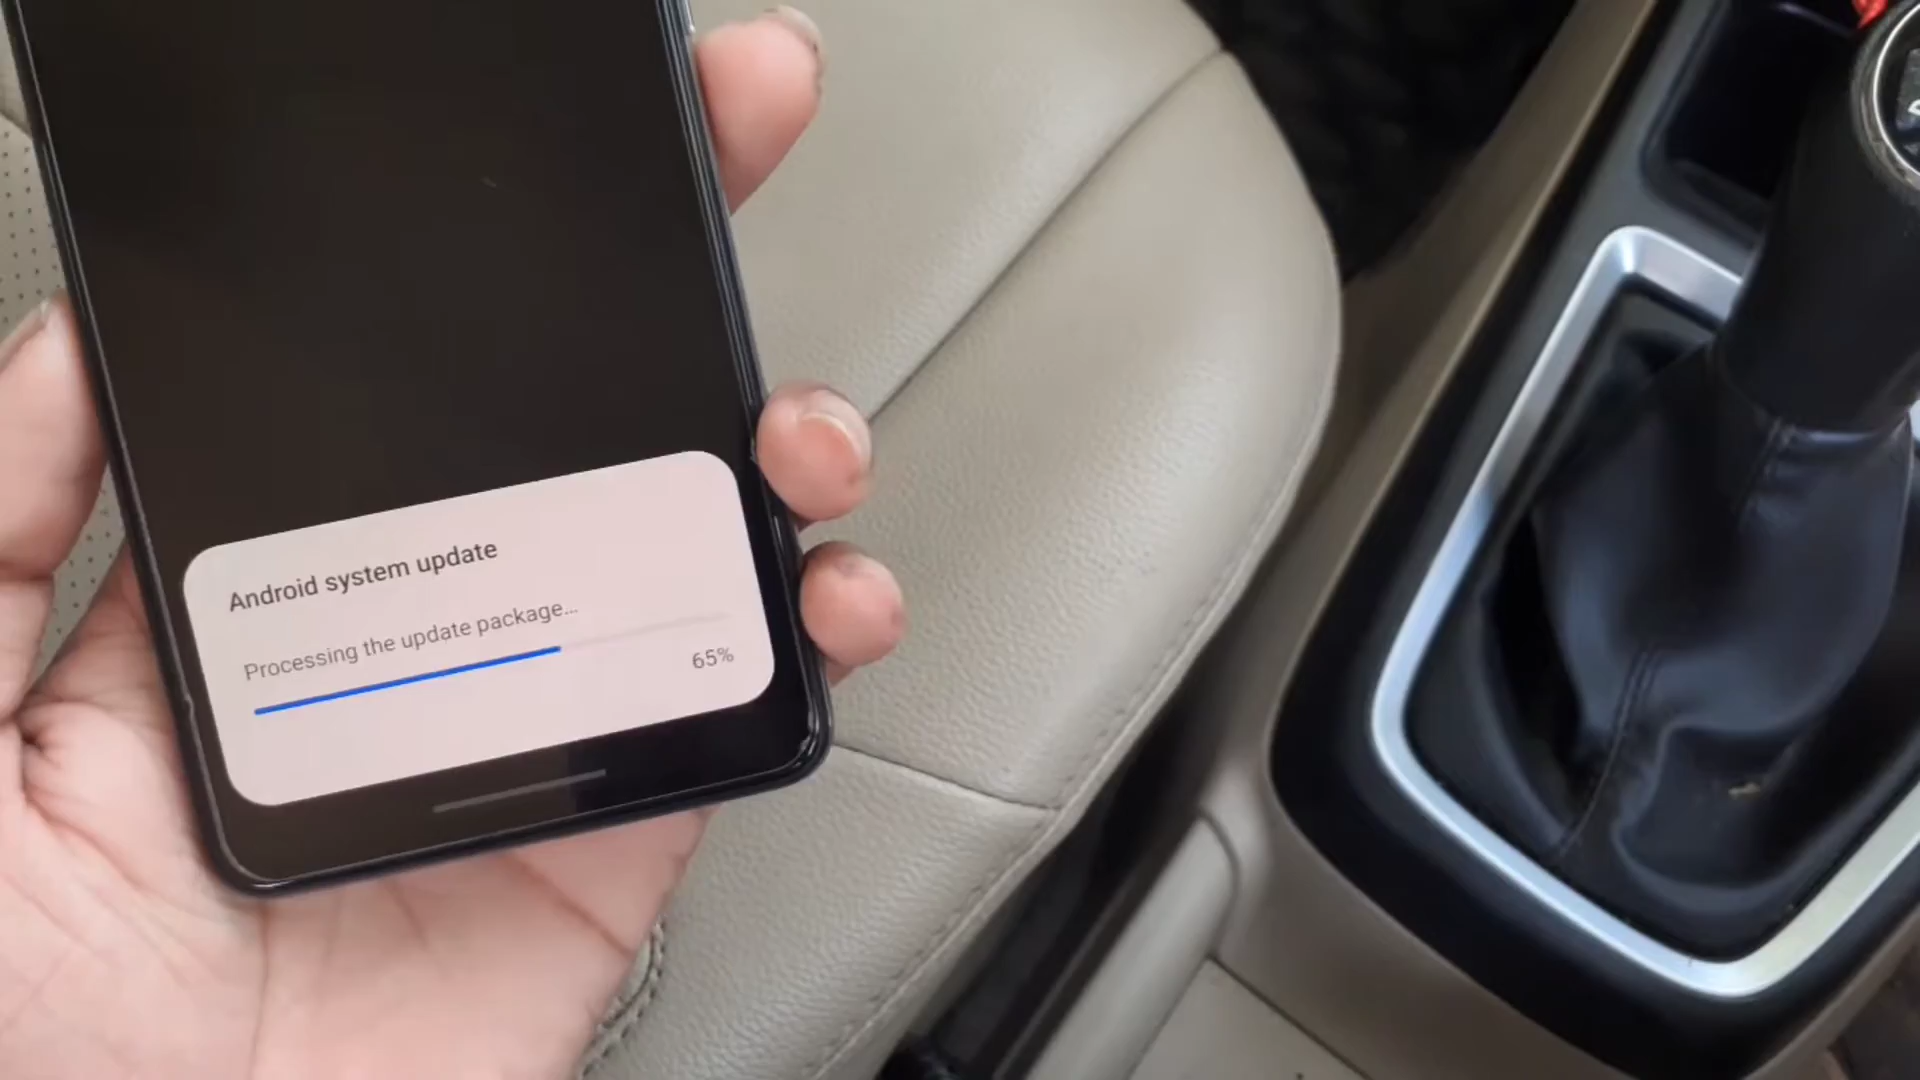 Android system update
Processing the update package...
65%